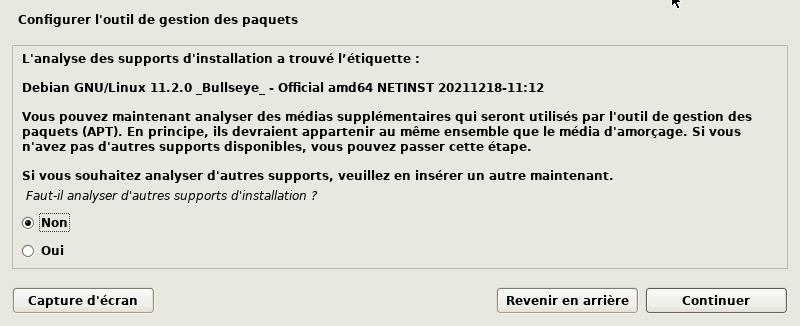 Configurer l'outil de gestion des paquets
L'analyse des supports d'installation a trouvé l’étiquette :
Debian GNU/Linux 11.2.0 _Bullseye_ - Official amd64 NETINST 20211218-11:12
Vous pouvez maintenant analyser des médias supplémentaires qui seront utilisés par l'outil de gestion des
paquets (APT). En principe, ils devraient appartenir au même ensemble que le média d'amorçage. Si vous
n'avez pas d'autres supports disponibles, vous pouvez passer cette étape.
Si vous souhaitez analyser d'autres supports, veuillez en insérer un autre maintenant.
Faut-il analyser d'autres supports d'installation ?
Non
Oui
Capture d'écran Revenir en arrière Continuer